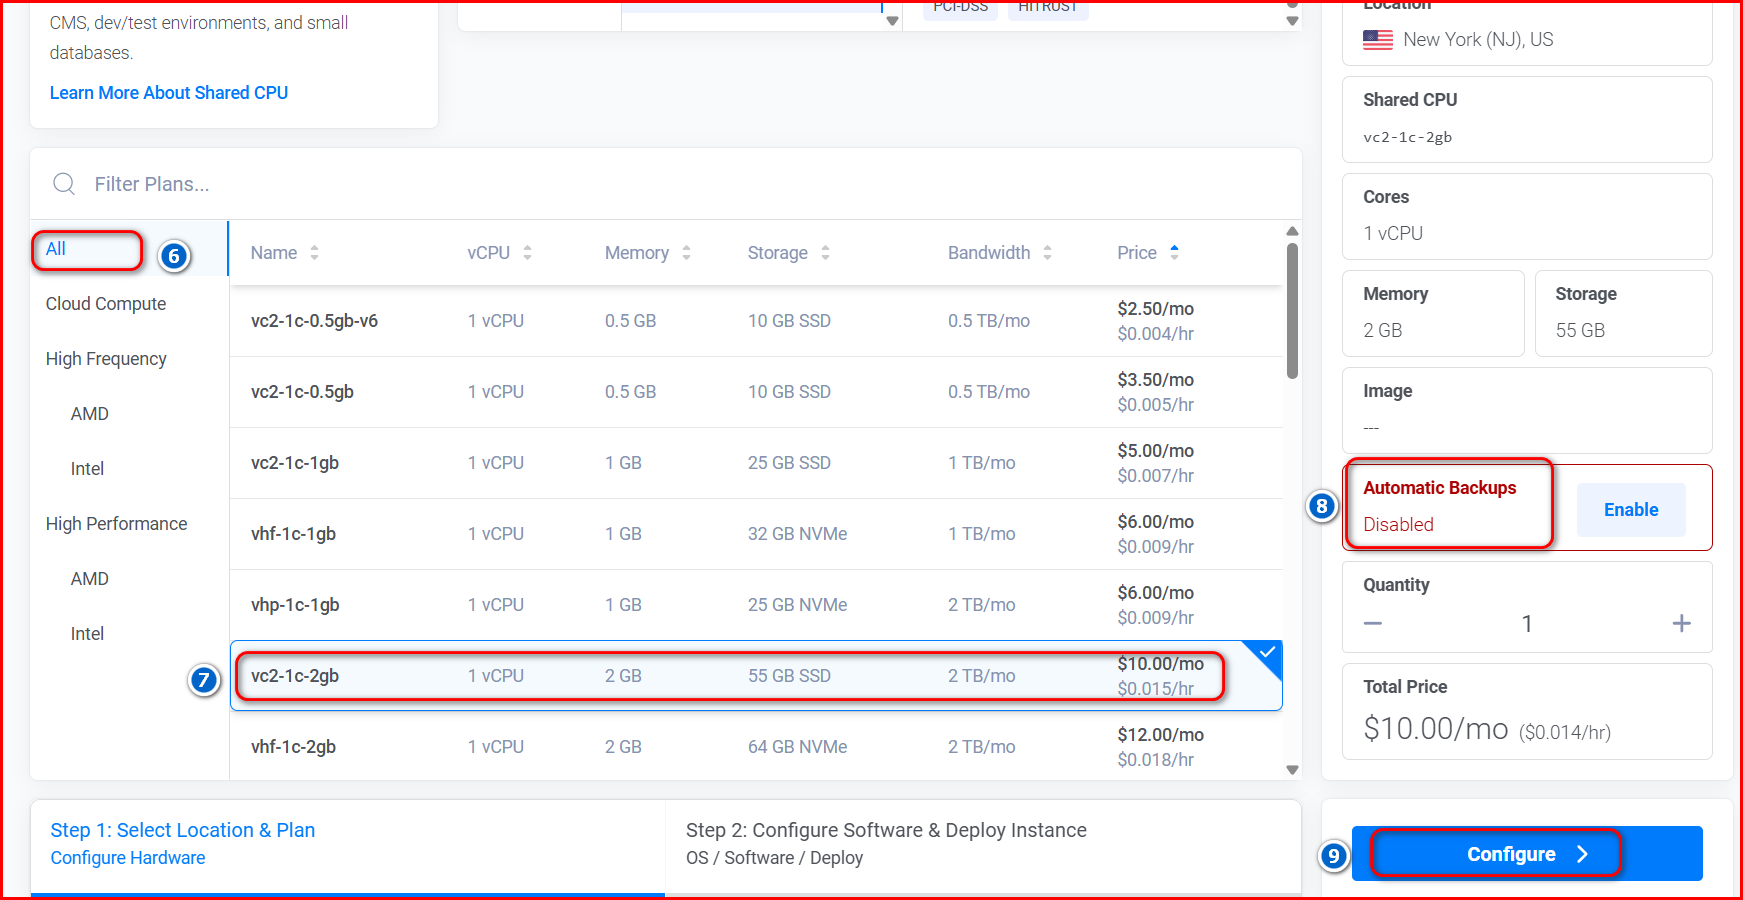 CMS, dev/test environments, and small
databases.
Learn More About Shared CPU
PCI-DSS
HITRUST
Filter Plans...
All
6
Cloud Compute
High Frequency
AMD
Intel
High Performance
AMD
Intel
Name vCPU Memory Storage Bandwidth Price
vc2-1c-0.5gb-v6 1 vCPU 0.5 GB 10 GB SSD 0.5 TB/mo $2.50/mo
$0.004/hr
vc2-1c-0.5gb 1 vCPU 0.5 GB 10 GB SSD 0.5 TB/mo $3.50/mo
$0.005/hr
vc2-1c-1gb 1 vCPU 1 GB 25 GB SSD 1 TB/mo $5.00/mo
$0.007/hr
vhf-1c-1gb 1 vCPU 1 GB 32 GB NVMe 1 TB/mo $6.00/mo
$0.009/hr
vhp-1c-1gb 1 vCPU 1 GB 25 GB NVMe 2 TB/mo $6.00/mo
$0.009/hr
7
vc2-1c-2gb 1 vCPU 2 GB 55 GB SSD 2 TB/mo $10.00/mo
$0.015/hr
vhf-1c-2gb 1 vCPU 2 GB 64 GB NVMe 2 TB/mo $12.00/mo
$0.018/hr
Step 1: Select Location & Plan
Configure Hardware
Step 2: Configure Software & Deploy Instance
OS / Software / Deploy
Location
New York (NJ), US
Shared CPU
vc2-1c-2gb
Cores
1 vCPU
Memory
2 GB
Storage
55 GB
Image
---
8
Automatic Backups
Disabled
Enable
Quantity
1
Total Price
$10.00/mo ($0.014/hr)
9
Configure